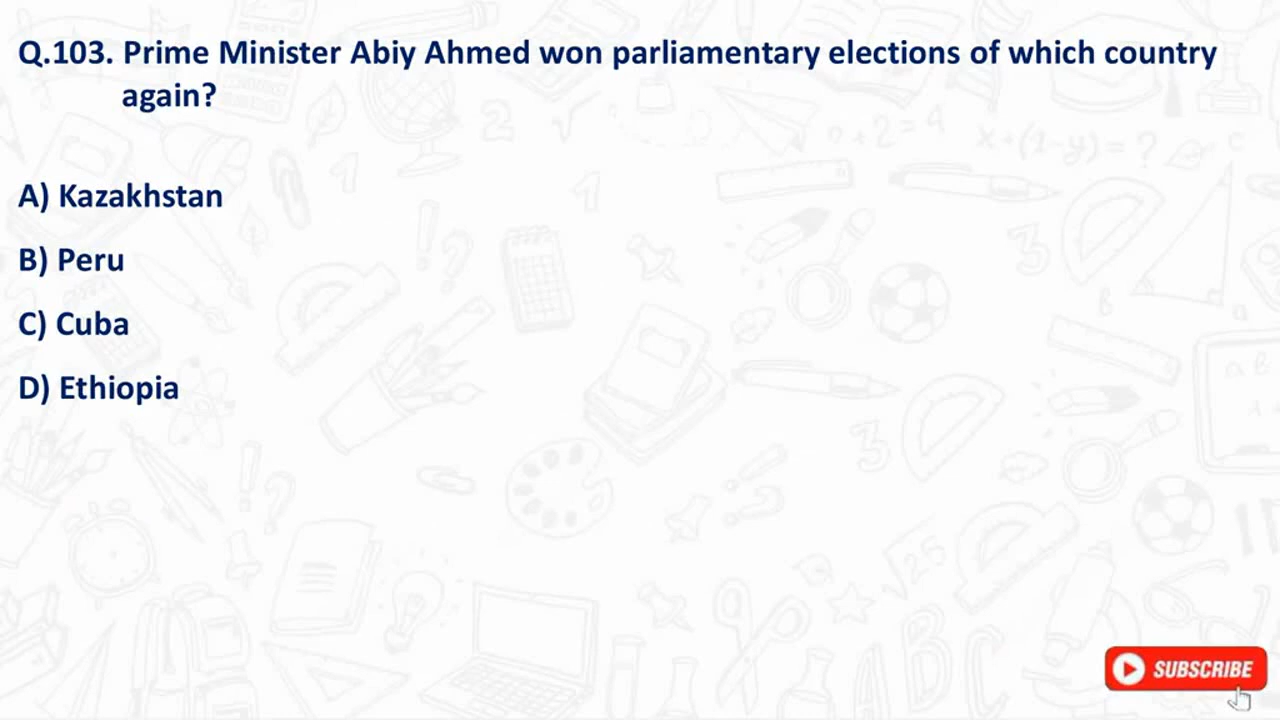 Q.103. Prime Minister Abiy Ahmed won parliamentary elections of which country
again?
A) Kazakhstan
B) Peru
C) Cuba
D) Ethiopia
SUBSCRIBE